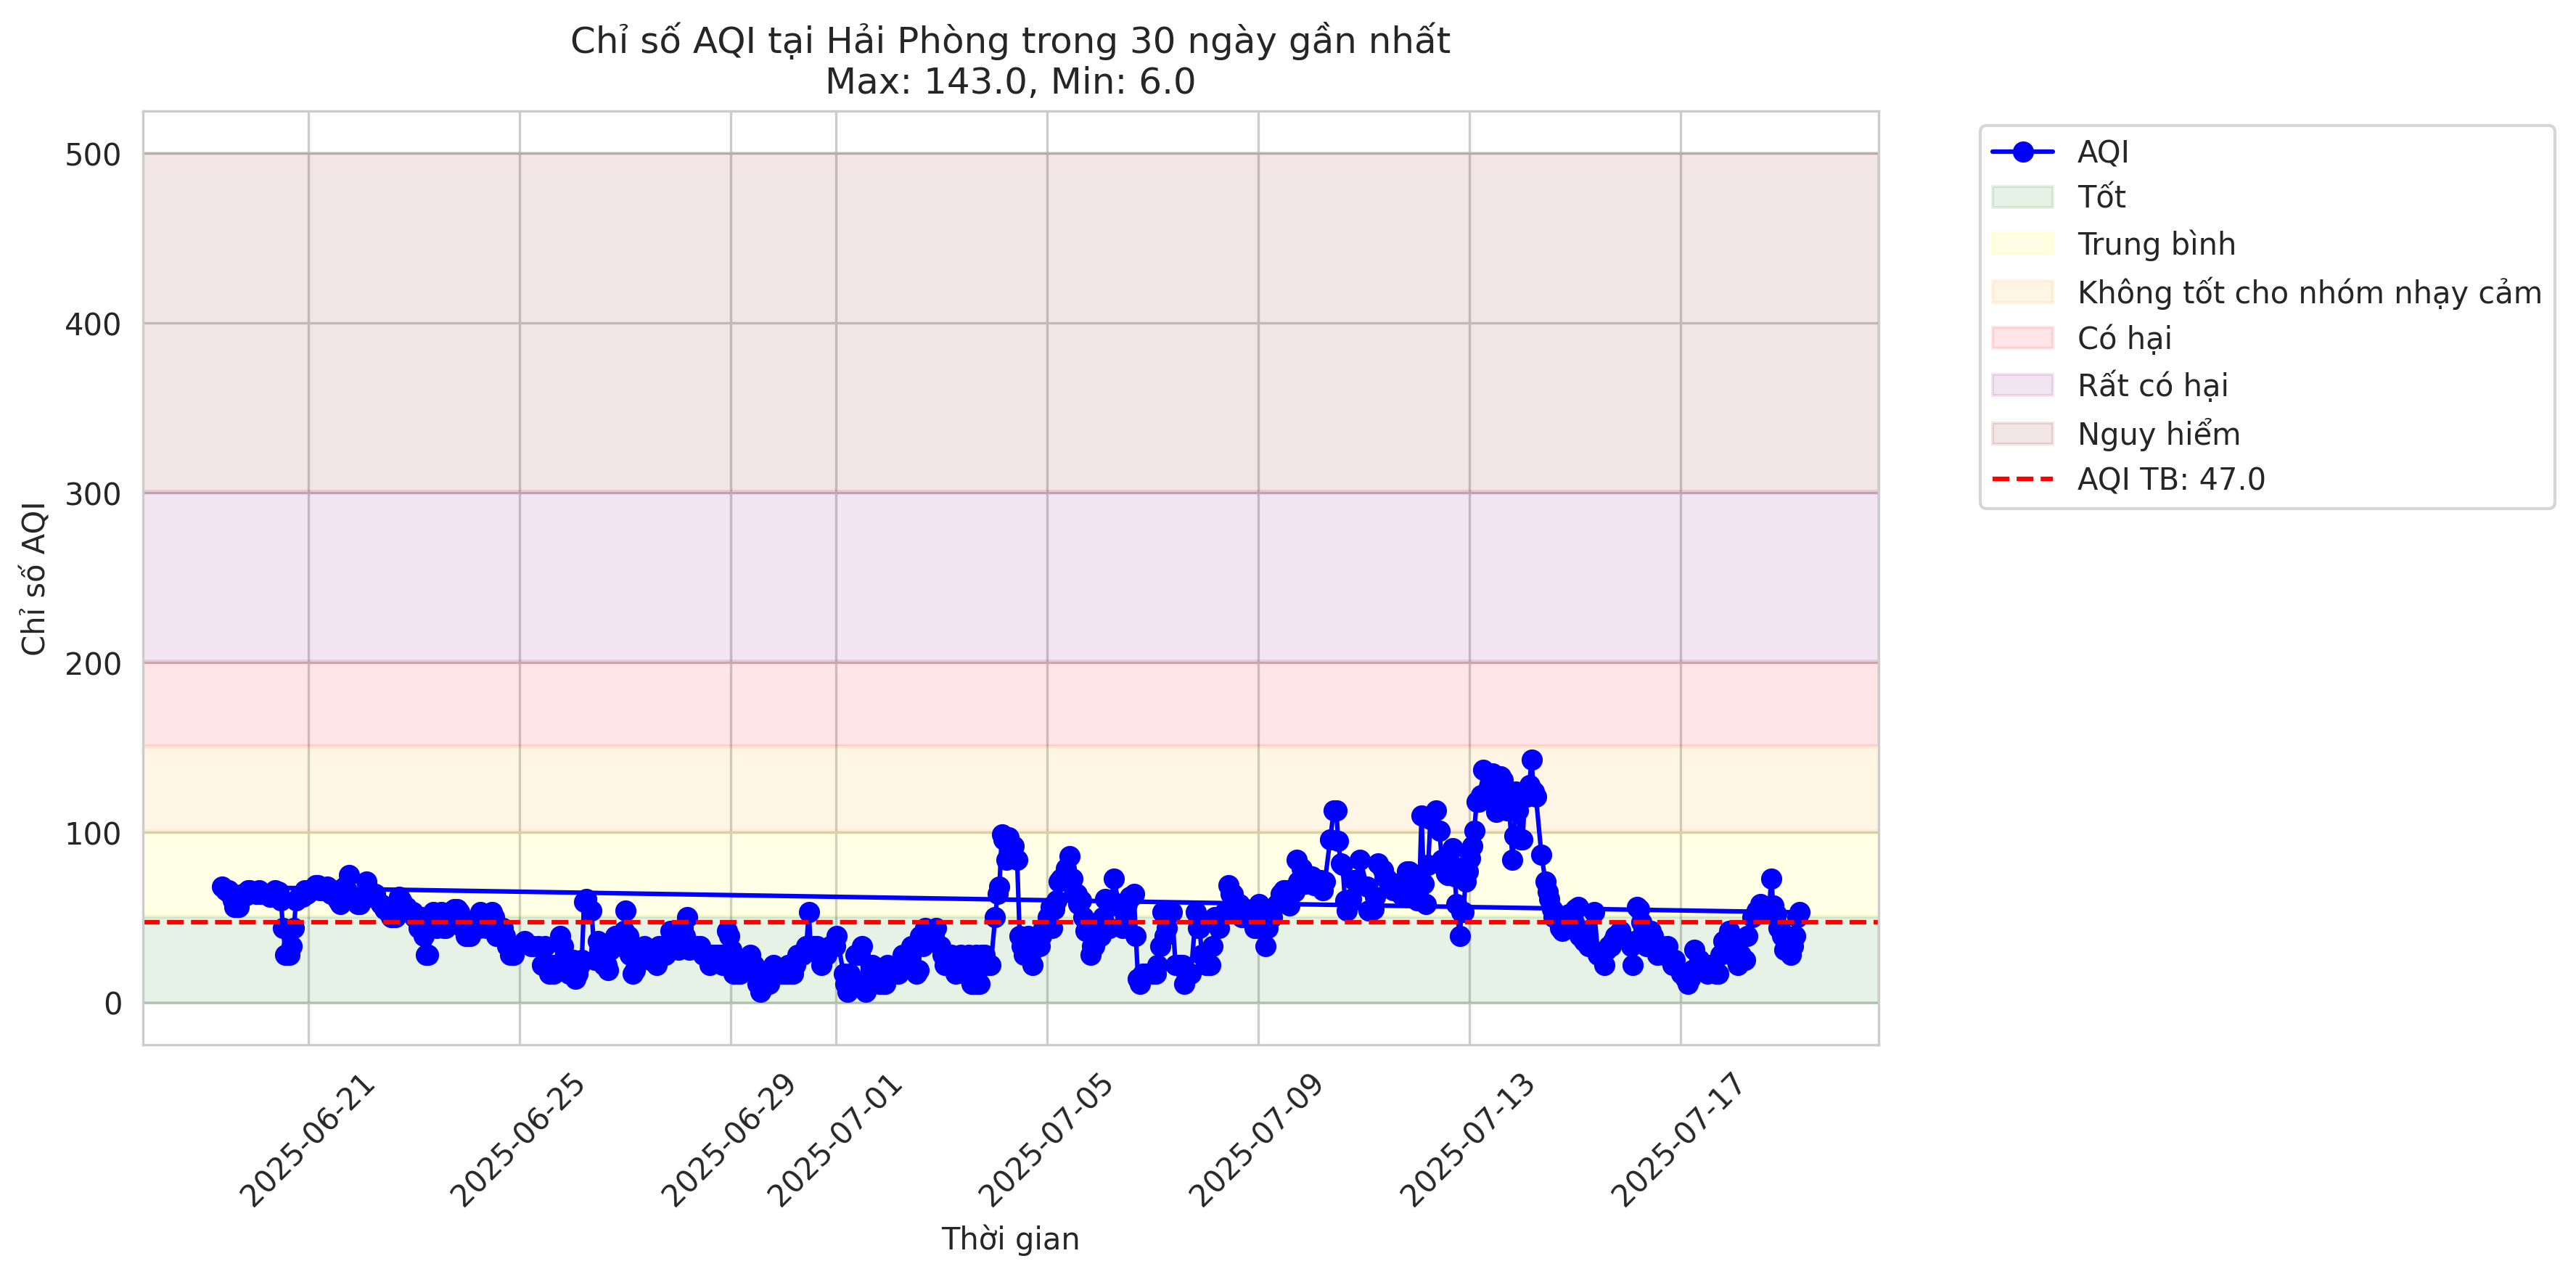 Chỉ số AQI tại Hải Phòng trong 30 ngày gần nhất
Max: 143.0, Min: 6.0
Chỉ số AQI
500
400
300
200
100
0
2025-06-21
2025-06-25
2025-06-29
2025-07-01
2025-07-05
2025-07-09
2025-07-13
2025-07-17
Thời gian
AQI
Tốt
Trung bình
Không tốt cho nhóm nhạy cảm
Có hại
Rất có hại
Nguy hiểm
AQI TB: 47.0